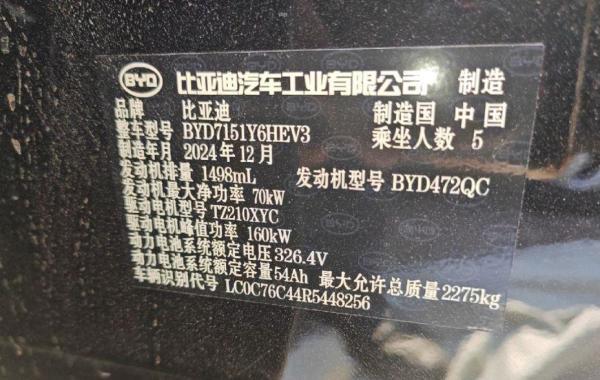 BYD 比亚迪汽车工业有限公司 制造
品牌 比亚迪 制造国 中国
整车型号 BYD7151Y6HEV3 乘坐人数 5
制造年月 2024年12月
发动机排量 1498mL 发动机型号 BYD472QC
发动机最大净功率 70kW
驱动电机型号 TZ210XYC
驱动电机峰值功率 160kW
动力电池系统额定电压 326.4V
动力电池系统额定容量 54Ah 最大允许总质量 2275kg
车辆识别代号 LC0C76C44R5448256